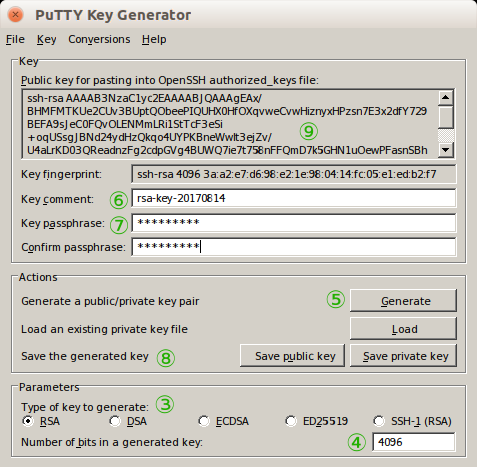 PuTTY Key Generator
File Key Conversions Help
Key
Public key for pasting into OpenSSH authorized_keys file:
ssh-rsa AAAAB3NzaC1yc2EAAAABJQAAAgEAx/
BHMFMTKUe2CUv3BUptQObeePIQUHX0HfOXqvweCvwHiznyxHPzsn7E3x2dfY729
BEFA9sJeC0FQvOLENMmLRi1StTcF3eSi
+oqUSsgJBNd24ydHzQkqo4UYPKBneWwlt3ejZv/
U4aLrKD03QReadnzFg2cdpGVg4BUWQ7ie7t758nFFQmD7k5GHN1uOewPFasnSBh
⑨
Key fingerprint: ssh-rsa 4096 3a:a2:e7:d6:98:e2:1e:98:04:14:fc:05:e1:ed:b2:f7
Key comment: ⑥ rsa-key-20170814
Key passphrase: ⑦ *********
Confirm passphrase: *********
Actions
Generate a public/private key pair ⑤ Generate
Load an existing private key file Load
Save the generated key ⑧ Save public key Save private key
Parameters
Type of key to generate: ③
RSA DSA ECDSA ED25519 SSH-1 (RSA)
Number of bits in a generated key: ④ 4096